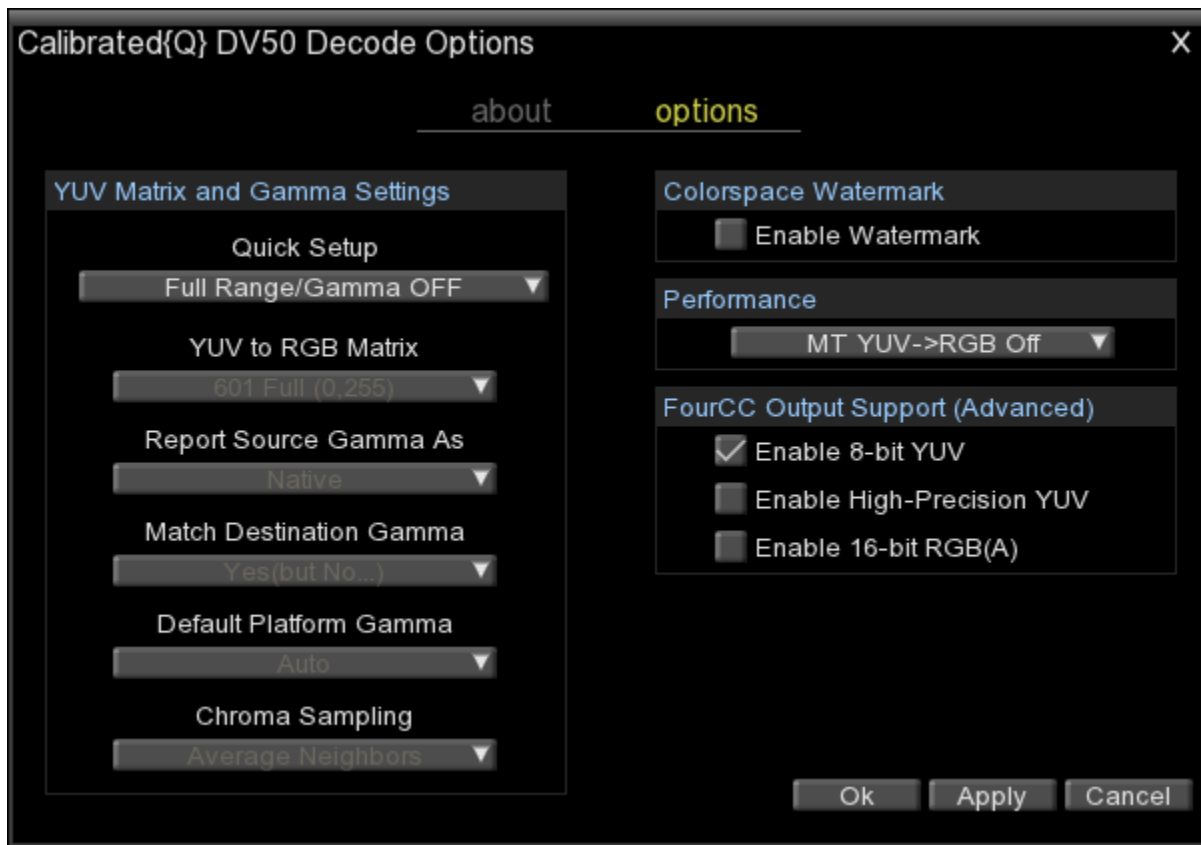 Calibrated{Q} DV50 Decode Options
X
about
options
YUV Matrix and Gamma Settings
Quick Setup
Full Range/Gamma OFF
YUV to RGB Matrix
601 Full (0,255)
Report Source Gamma As
Native
Match Destination Gamma
Yes(but No...)
Default Platform Gamma
Auto
Chroma Sampling
Average Neighbors
Colorspace Watermark
Enable Watermark
Performance
MT YUV->RGB Off
FourCC Output Support (Advanced)
Enable 8-bit YUV
Enable High-Precision YUV
Enable 16-bit RGB(A)
Ok
Apply
Cancel